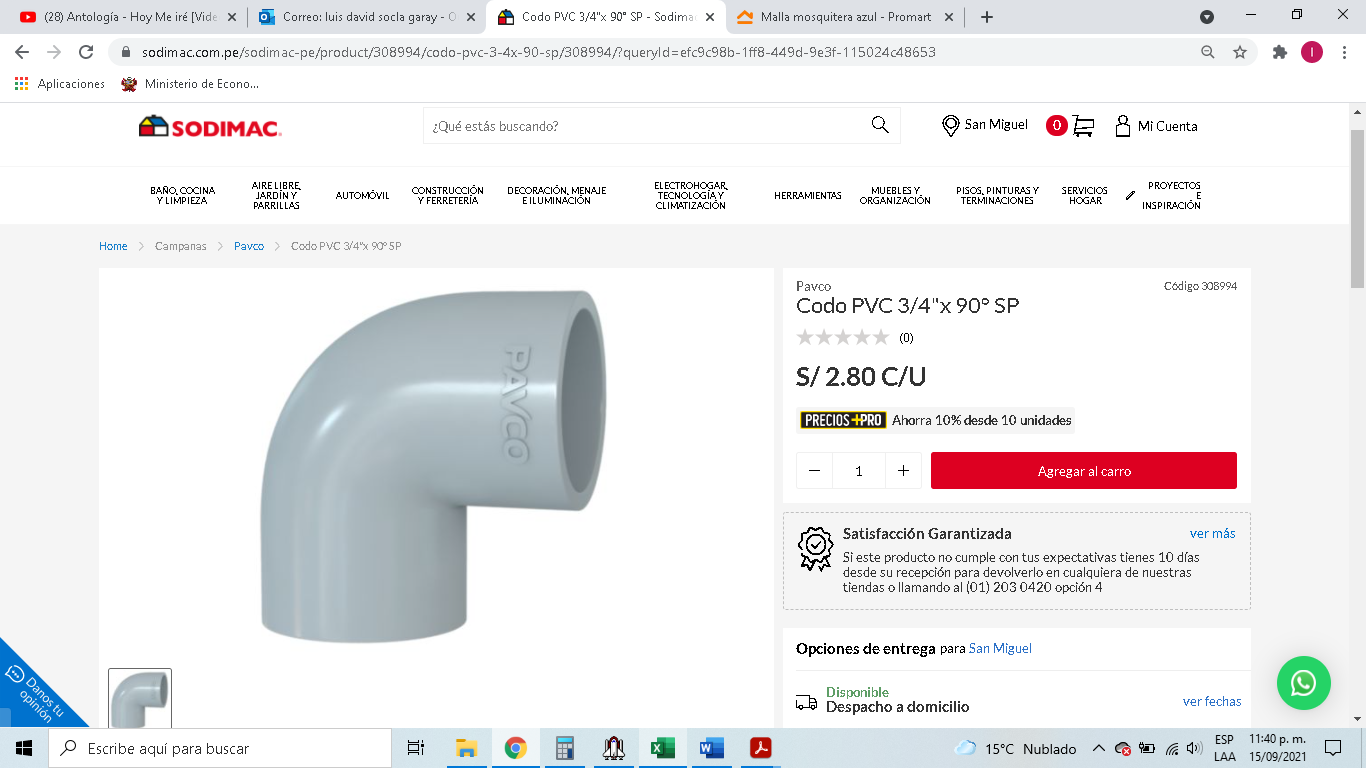 (28) Antología - Hoy Me iré [Vide
Correo: luis david socla garay - O
Codo PVC 3/4"x 90° SP - Sodima
Malla mosquitera azul - Promart
sodimac.com.pe/sodimac-pe/product/308994/codo-pvc-3-4x-90-sp/308994/?queryId=efc9c98b-1ff8-449d-9e3f-115024c48653
I
Aplicaciones
Ministerio de Econo...
SODIMAC.
¿Qué estás buscando?
San Miguel
0
Mi Cuenta
BAÑO, COCINA
Y LIMPIEZA
AIRE LIBRE,
JARDÍN Y
PARRILLAS
AUTOMÓVIL
CONSTRUCCIÓN
Y FERRETERÍA
DECORACIÓN, MENAJE
E ILUMINACIÓN
ELECTROHOGAR,
TECNOLOGÍA Y
CLIMATIZACIÓN
HERRAMIENTAS
MUEBLES Y
ORGANIZACIÓN
PISOS, PINTURAS Y
TERMINACIONES
SERVICIOS
HOGAR
PROYECTOS
E
INSPIRACIÓN
Home
Campanas
Pavco
Codo PVC 3/4"x 90° SP
PAVCO
Pavco
Código 308994
Codo PVC 3/4"x 90° SP
(0)
S/ 2.80 C/U
PRECIOS+PRO Ahorra 10% desde 10 unidades
1
Agregar al carro
Satisfacción Garantizada
ver más
Si este producto no cumple con tus expectativas tienes 10 días
desde su recepción para devolverlo en cualquiera de nuestras
tiendas o llamando al (01) 203 0420 opción 4
Opciones de entrega para San Miguel
Disponible
Despacho a domicilio
ver fechas
Danos tu
opinión
Escribe aquí para buscar
15°C Nublado
ESP
LAA
11:40 p. m.
15/09/2021